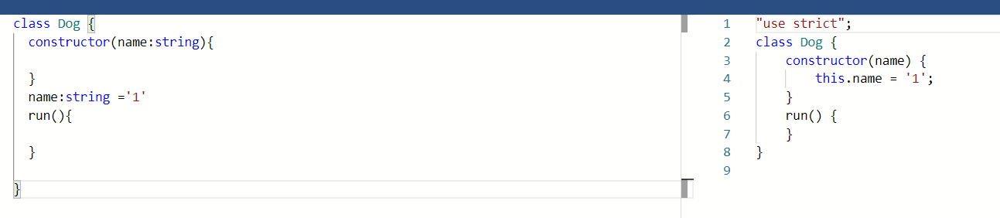 class Dog {
constructor(name:string){
}
name:string ='1'
run(){
}
}
1 "use strict";
2 class Dog {
3 constructor(name) {
4 this.name = '1';
5 }
6 run() {
7 }
8 }
9